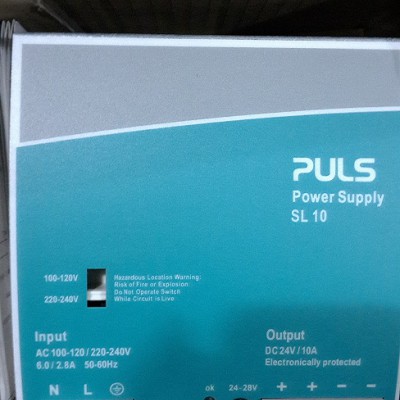 PULS
Power Supply
SL 10
100-120V
220-240V
Hazardous Location Warning:
Risk of Fire or Explosion:
Do Not Operate Switch
While Circuit in Live
Input
AC 100-120 / 220-240V
6.0 / 2.8A 50-60Hz
N L
Output
DC 24V / 10A
Electronically protected
ok 24-28V + + − −